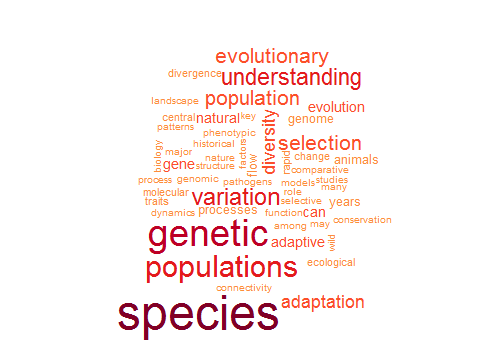 evolutionary
divergence understanding
landscape population
central natural key evolution
patterns phenotypic diversity genome
historical selection
biology major nature factors flow rapid change animals
gene structure comparative
process genomic pathogens models studies
molecular variation role many
traits selective years
dynamics processes function can
genetic among may conservation
adaptive wild
populations ecological
connectivity
species adaptation